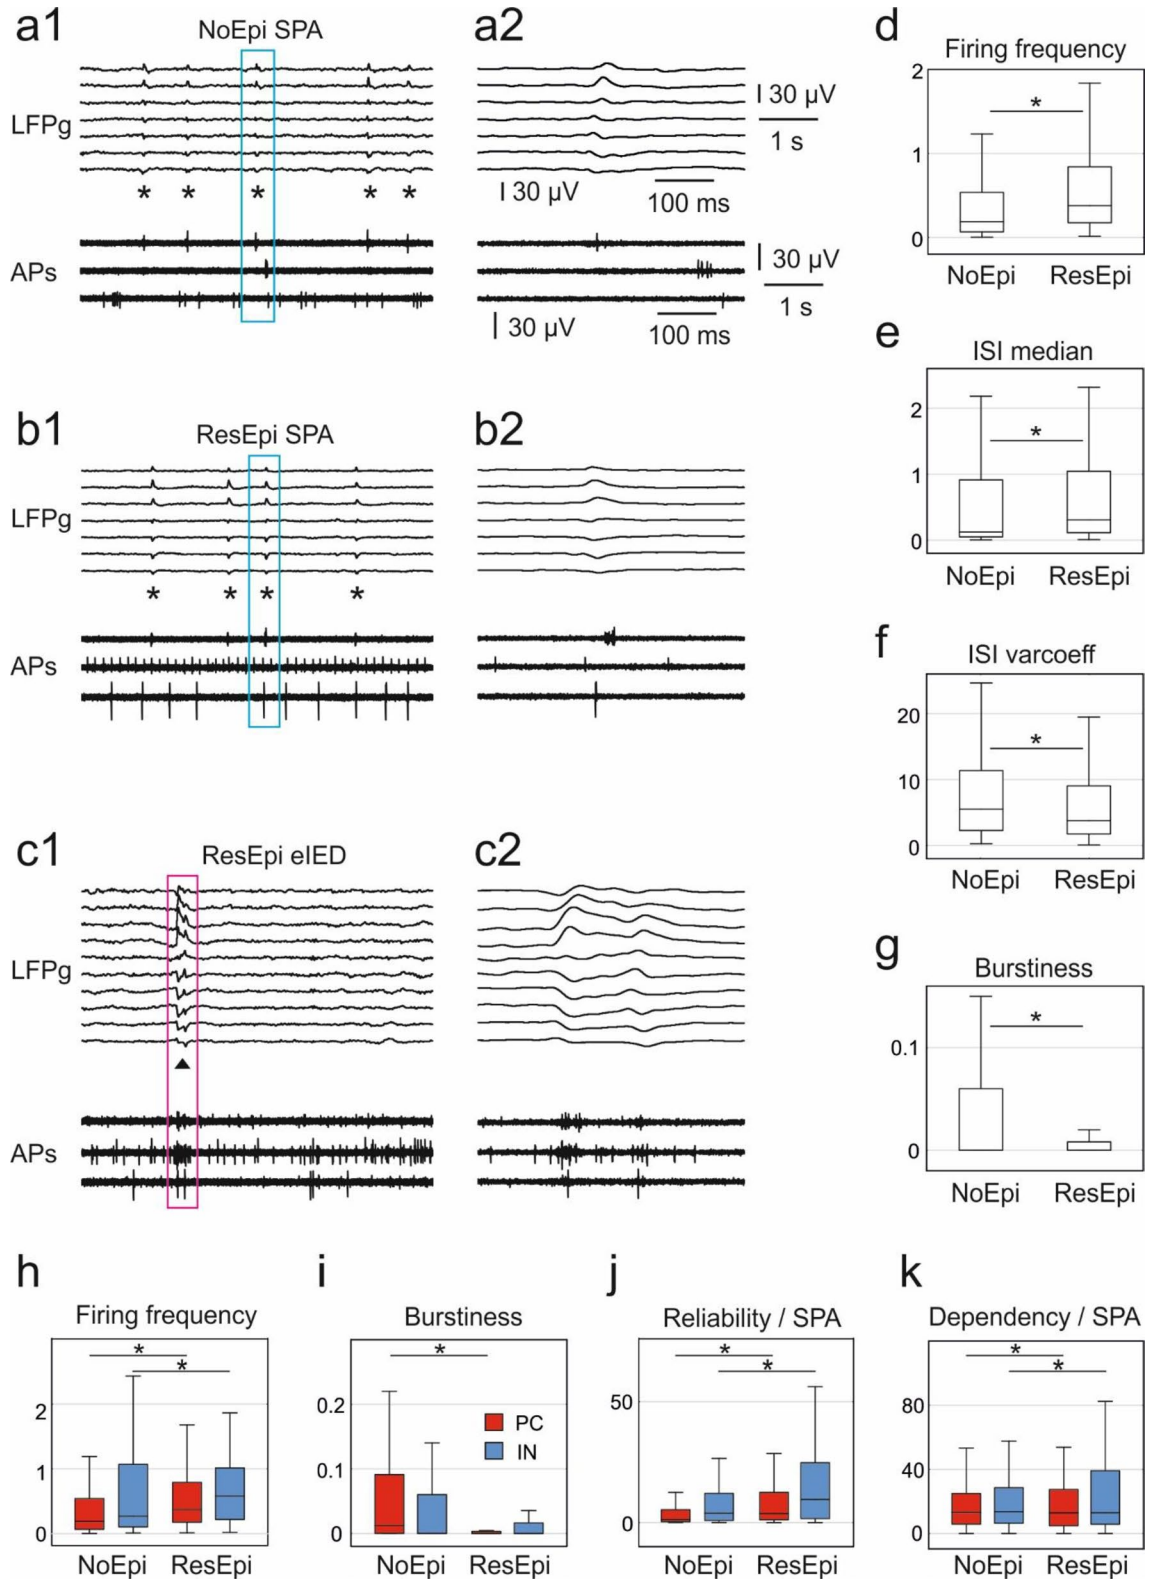 a1
NoEpi SPA
LFPg
* * * * *
APs
a2
I 30 µV
1 s
I 30 µV
100 ms
| 30 µV
1 s
| 30 µV
100 ms
b1
ResEpi SPA
LFPg
* * * *
APs
b2
c1
ResEpi eIED
LFPg
▲
APs
c2
d
Firing frequency
2
*
1
0
NoEpi ResEpi
e
ISI median
2
*
1
0
NoEpi ResEpi
f
ISI varcoeff
20
*
10
0
NoEpi ResEpi
g
Burstiness
*
0.1
0
NoEpi ResEpi
h
Firing frequency
*
*
2
1
0
NoEpi ResEpi
i
Burstiness
*
0.2
PC
IN
0.1
0
NoEpi ResEpi
j
Reliability / SPA
*
*
50
0
NoEpi ResEpi
k
Dependency / SPA
*
*
80
40
0
NoEpi ResEpi